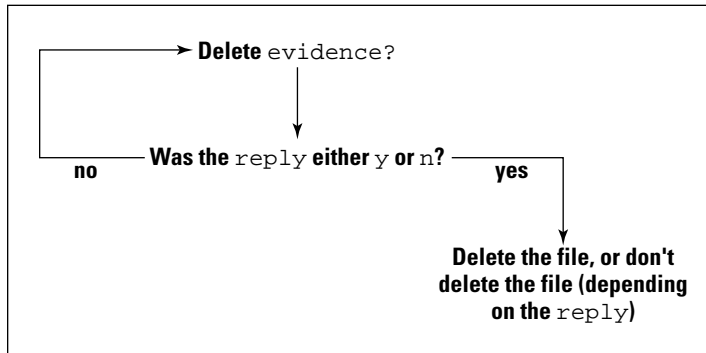 Delete evidence?
Was the reply either y or n?
no
yes
Delete the file, or don't
delete the file (depending
on the reply)